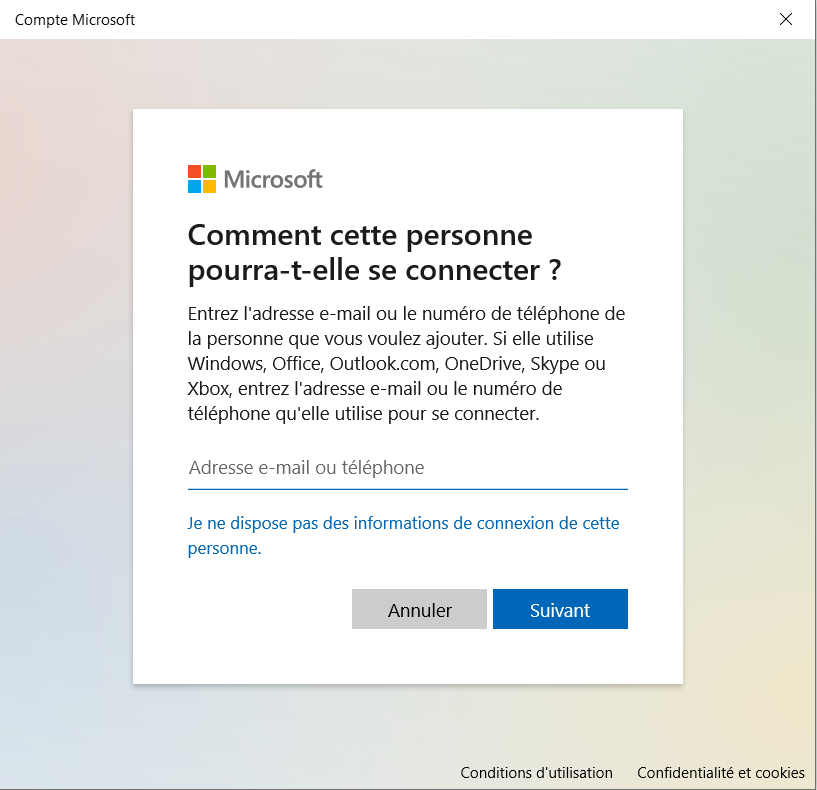 Compte Microsoft
Microsoft
Comment cette personne
pourra-t-elle se connecter ?
Entrez l'adresse e-mail ou le numéro de téléphone de
la personne que vous voulez ajouter. Si elle utilise
Windows, Office, Outlook.com, OneDrive, Skype ou
Xbox, entrez l'adresse e-mail ou le numéro de
téléphone qu'elle utilise pour se connecter.
Adresse e-mail ou téléphone
Je ne dispose pas des informations de connexion de cette
personne.
Annuler Suivant
Conditions d'utilisation Confidentialité et cookies